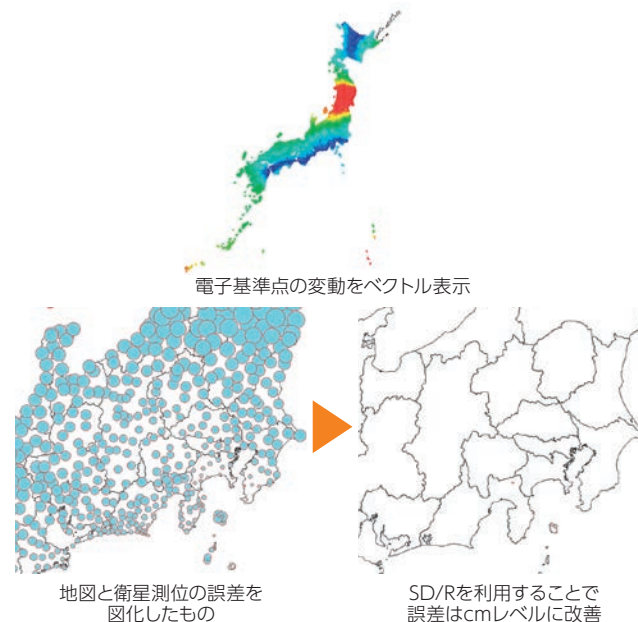 電子基準点の変動をベクトル表示
地図と衛星測位の誤差を
図化したもの
SD/Rを利用することで
誤差はcmレベルに改善